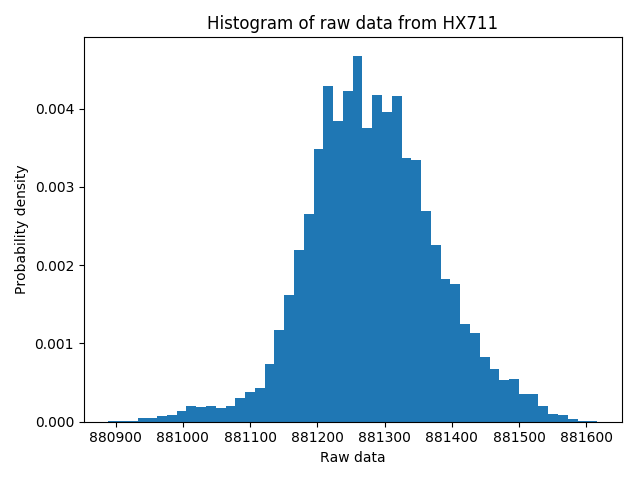 Histogram of raw data from HX711
Probability density
0.004
0.003
0.002
0.001
0.000
880900 881000 881100 881200 881300 881400 881500 881600
Raw data